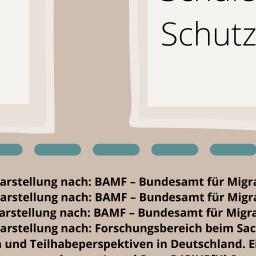 Schutz
arstellung nach: BAMF – Bundesamt für Migra
arstellung nach: BAMF – Bundesamt für Migra
arstellung nach: BAMF – Bundesamt für Migra
arstellung nach: Forschungsbereich beim Sac
und Teilhabeperspektiven in Deutschland. Ei